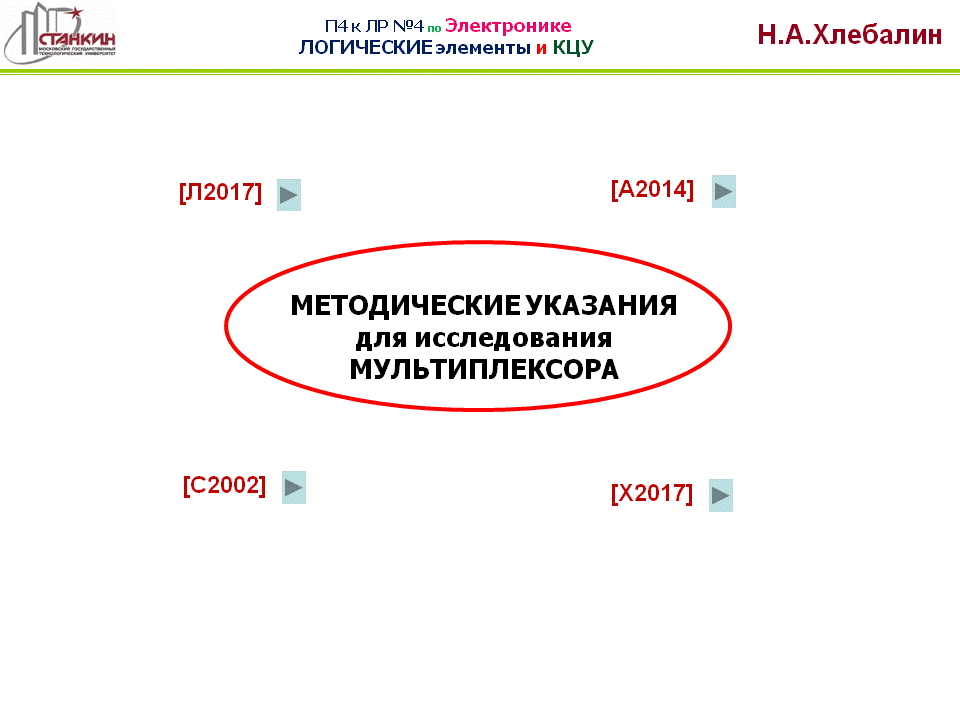 СТАНКИН
МОСКОВСКИЙ ГОСУДАРСТВЕННЫЙ
ТЕХНОЛОГИЧЕСКИЙ УНИВЕРСИТЕТ
П4 к ЛР №4 по Электронике
ЛОГИЧЕСКИЕ элементы и КЦУ
Н.А.Хлебалин
[Л2017]
[А2014]
МЕТОДИЧЕСКИЕ УКАЗАНИЯ
для исследования
МУЛЬТИПЛЕКСОРА
[С2002]
[Х2017]